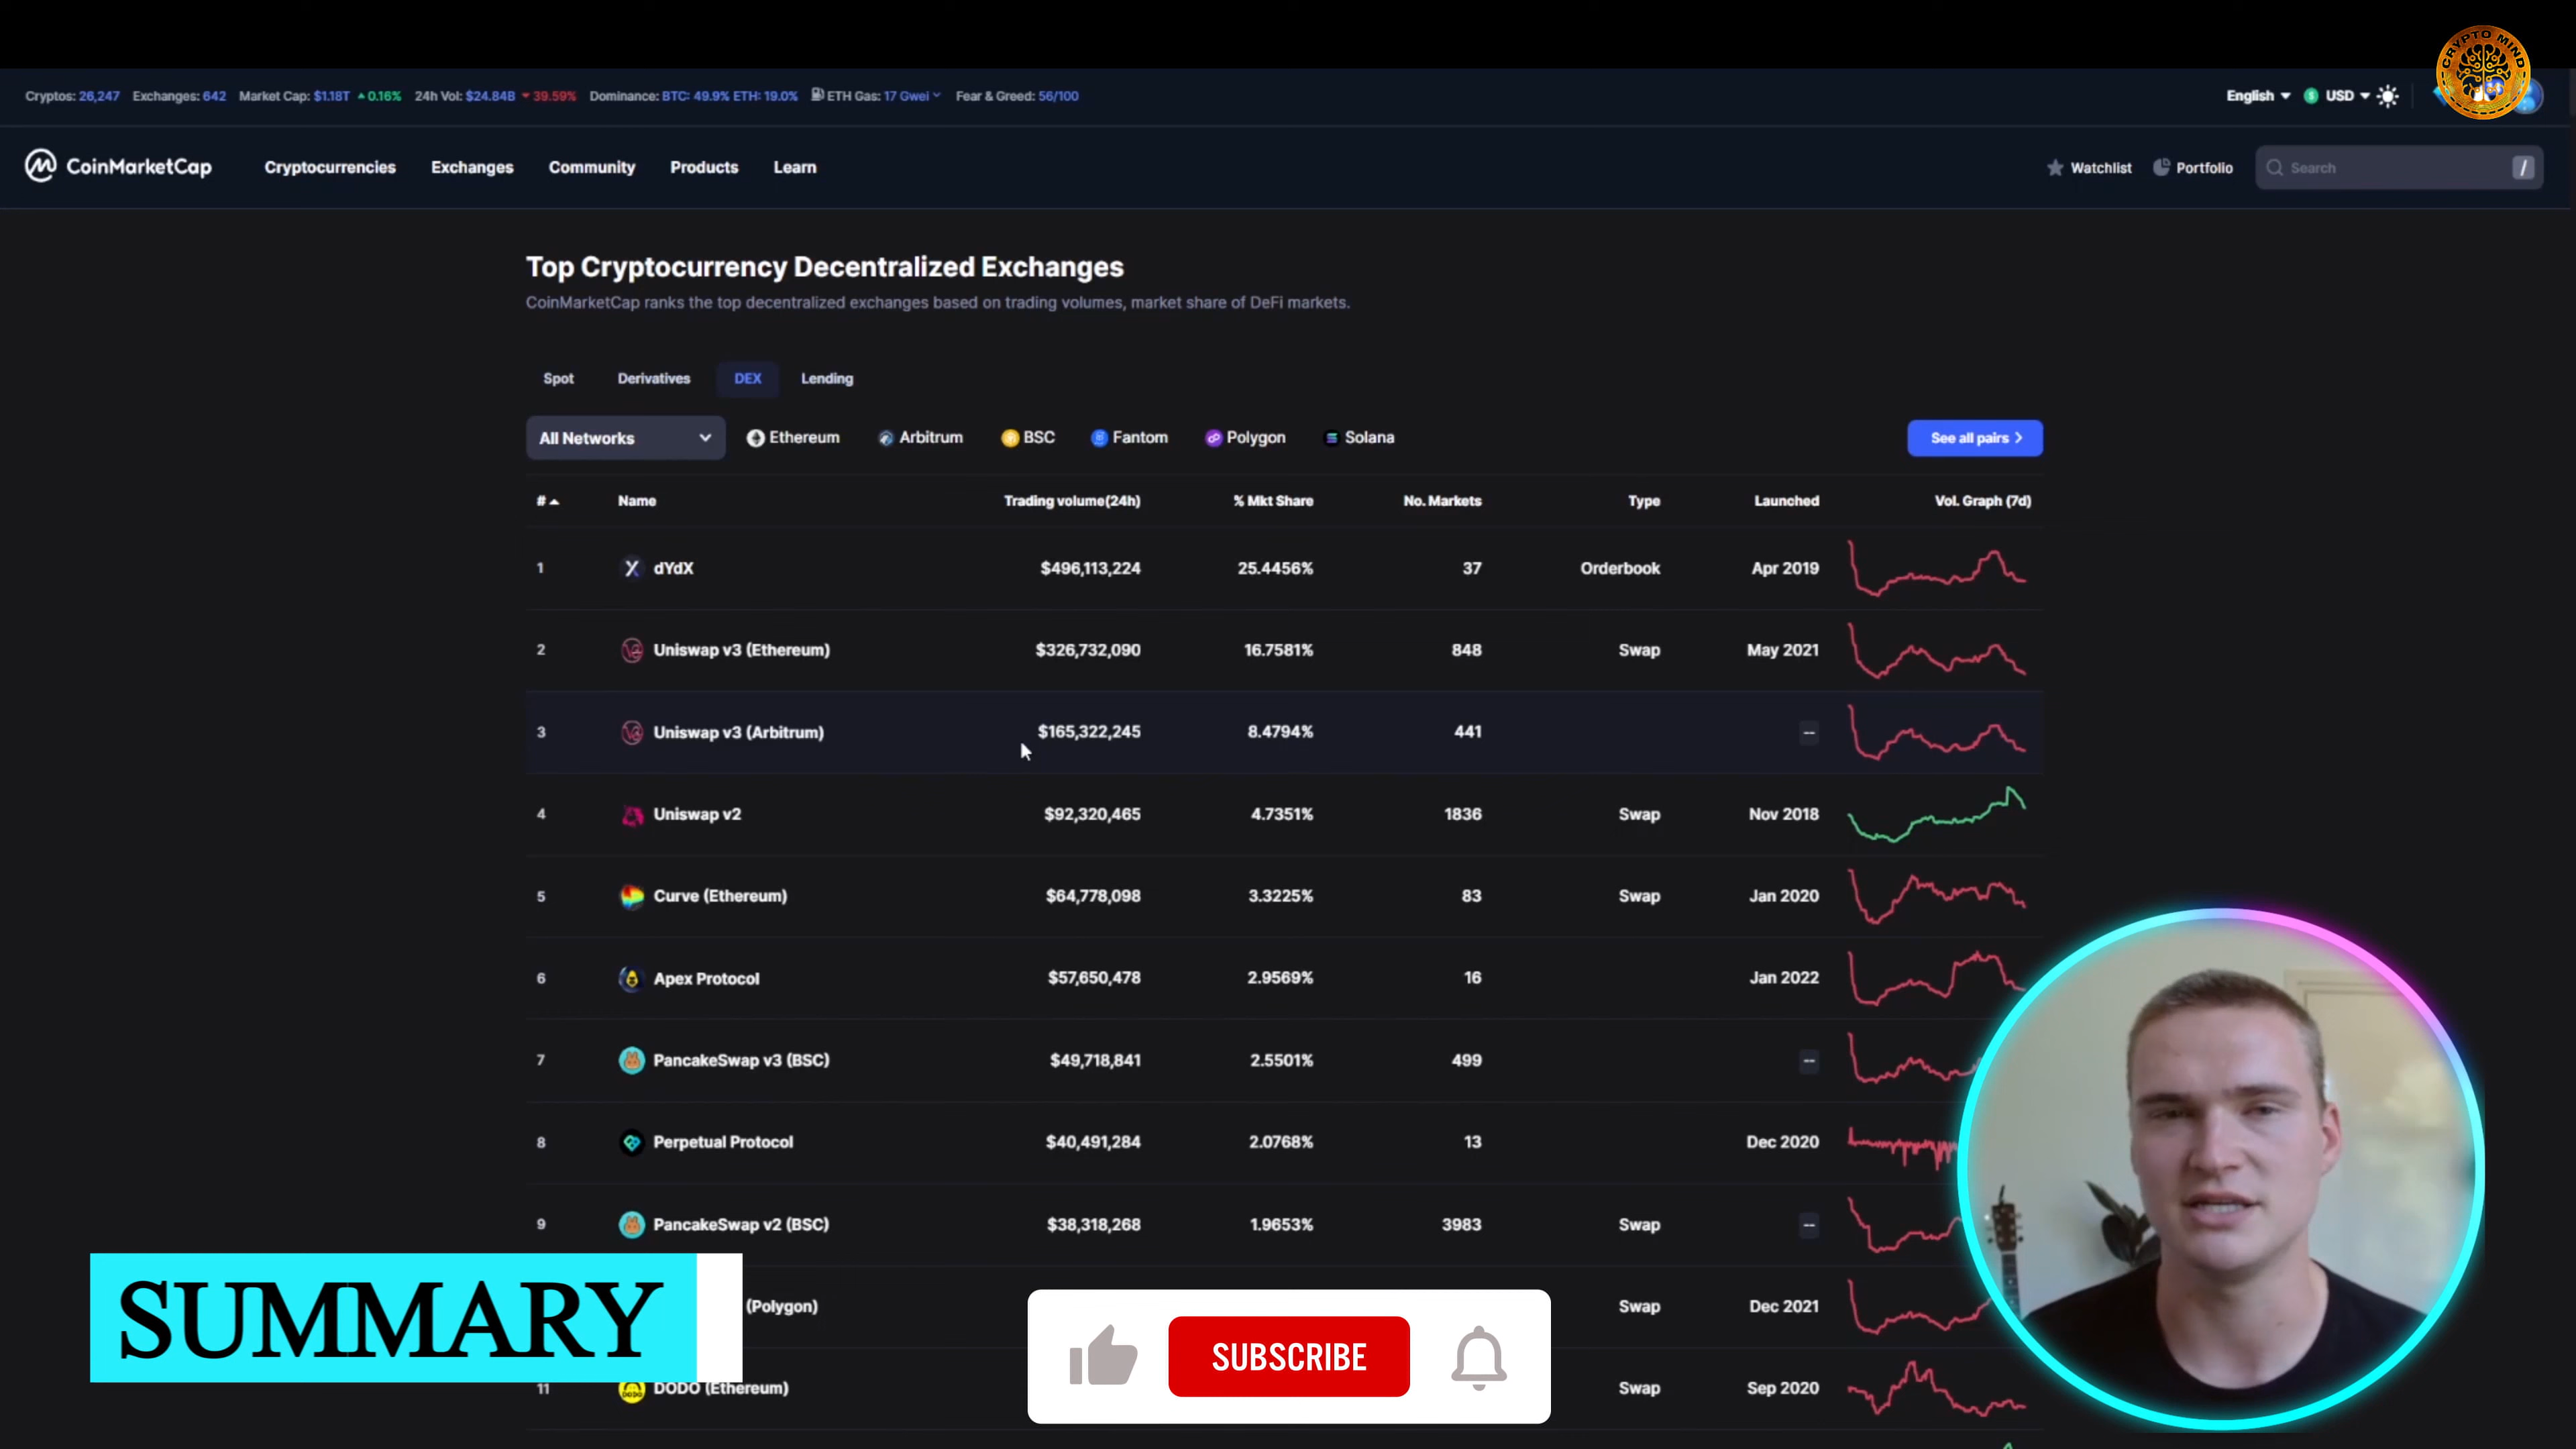 CRYPTO MIND
Cryptos: 26,247 Exchanges: 642 Market Cap: $1.18T 0.16% 24h Vol: $24.84B 39.59% Dominance: BTC: 49.9% ETH: 19.0% ETH Gas: 17 Gwei Fear & Greed: 56/100 English USD
CoinMarketCap Cryptocurrencies Exchanges Community Products Learn Watchlist Portfolio Search /
Top Cryptocurrency Decentralized Exchanges
CoinMarketCap ranks the top decentralized exchanges based on trading volumes, market share of DeFi markets.
Spot Derivatives DEX Lending
All Networks Ethereum Arbitrum BSC Fantom Polygon Solana See all pairs
# Name Trading volume(24h) % Mkt Share No. Markets Type Launched Vol. Graph (7d)
1 dYdX $496,113,224 25.4456% 37 Orderbook Apr 2019
2 Uniswap v3 (Ethereum) $326,732,090 16.7581% 848 Swap May 2021
3 Uniswap v3 (Arbitrum) $165,322,245 8.4794% 441 --
4 Uniswap v2 $92,320,465 4.7351% 1836 Swap Nov 2018
5 Curve (Ethereum) $64,778,098 3.3225% 83 Swap Jan 2020
6 Apex Protocol $57,650,478 2.9569% 16 Jan 2022
7 PancakeSwap v3 (BSC) $49,718,841 2.5501% 499 --
8 Perpetual Protocol $40,491,284 2.0768% 13 Dec 2020
9 PancakeSwap v2 (BSC) $38,318,268 1.9653% 3983 Swap --
(Polygon) Swap Dec 2021
SUMMARY
SUBSCRIBE
11 DODO (Ethereum) Swap Sep 2020